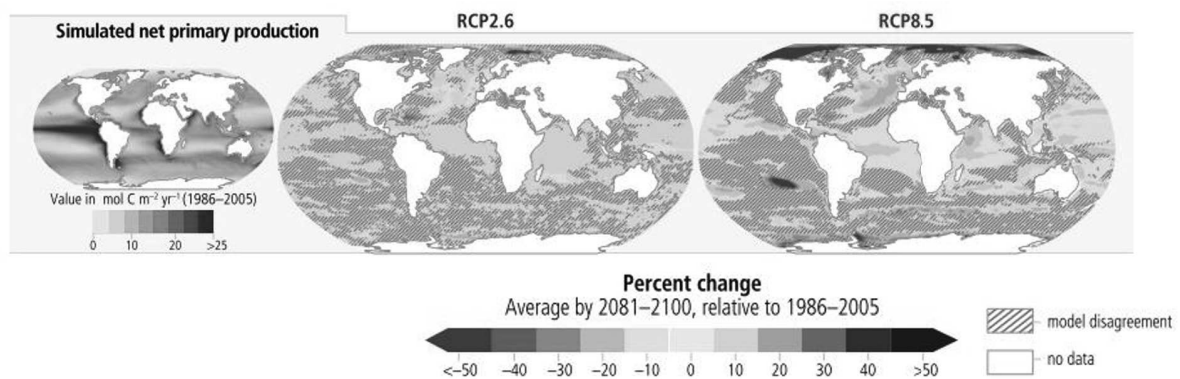 Simulated net primary production
RCP2.6
RCP8.5
Value in mol C m⁻² yr⁻¹ (1986–2005)
0 10 20 >25
Percent change
Average by 2081–2100, relative to 1986–2005
<–50 –40 –30 –20 –10 0 10 20 30 40 >50
model disagreement
no data